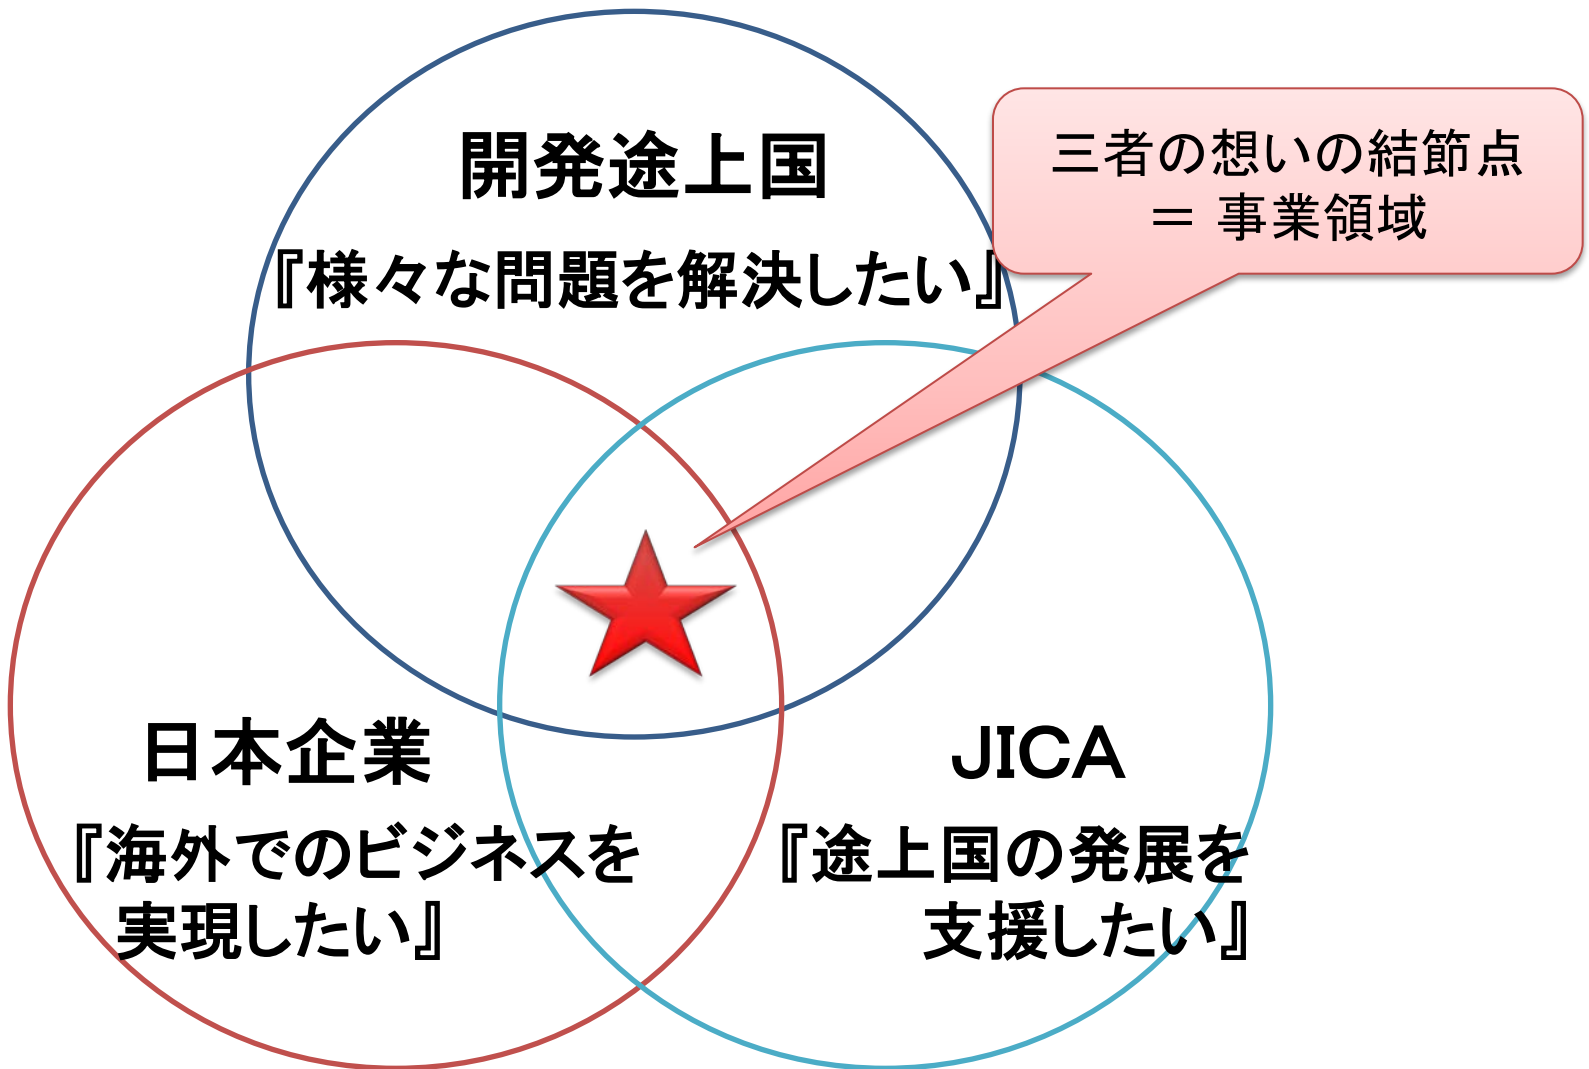 開発途上国
『様々な問題を解決したい』
三者の想いの結節点
＝ 事業領域
日本企業
『海外でのビジネスを
実現したい』
JICA
『途上国の発展を
支援したい』